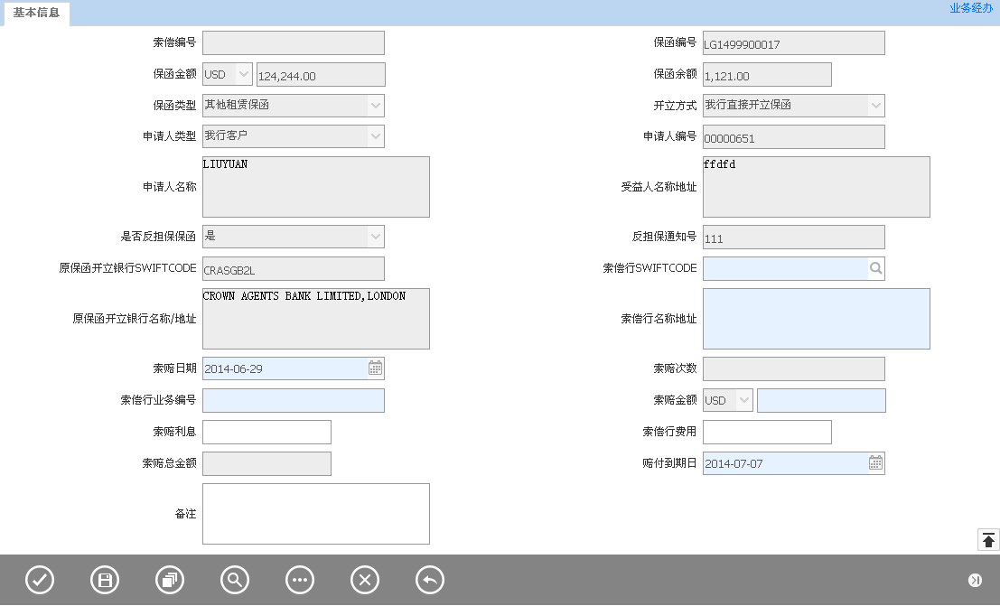 基本信息
业务经办
索偿编号
保函编号 LG1499900017
保函金额 USD 124,244.00
保函余额 1,121.00
保函类型 其他租赁保函
开立方式 我行直接开立保函
申请人类型 我行客户
申请人编号 00000651
申请人名称 LIUYUAN
受益人名称地址 ffdfd
是否反担保保函 是
反担保通知号 111
原保函开立银行SWIFTCODE CRASGB2L
索偿行SWIFTCODE
原保函开立银行名称/地址 CROWN AGENTS BANK LIMITED,LONDON
索偿行名称地址
索赔日期 2014-06-29
索赔次数
索偿行业务编号
索赔金额 USD
索赔利息
索偿行费用
索赔总金额
赔付到期日 2014-07-07
备注